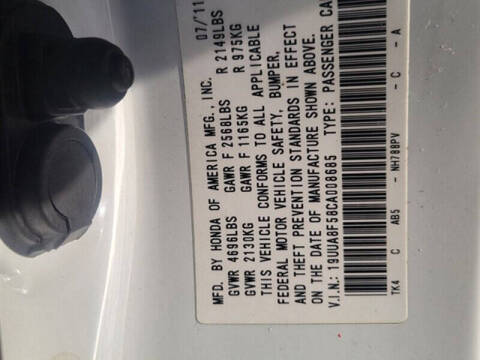 MFD. BY HONDA OF AMERICA MFG., INC. 07/11
GVWR 4696LBS GAWR F 2568LBS R 2149LBS
GVWR 2130KG GAWR F 1165KG R 975KG
THIS VEHICLE CONFORMS TO ALL APPLICABLE
FEDERAL MOTOR VEHICLE SAFETY, BUMPER,
AND THEFT PREVENTION STANDARDS IN EFFECT
ON THE DATE OF MANUFACTURE SHOWN ABOVE.
V.I.N.: 19UUA8F58CA008685 TYPE: PASSENGER CA
TK4 C AB5 NH788PV - C - A